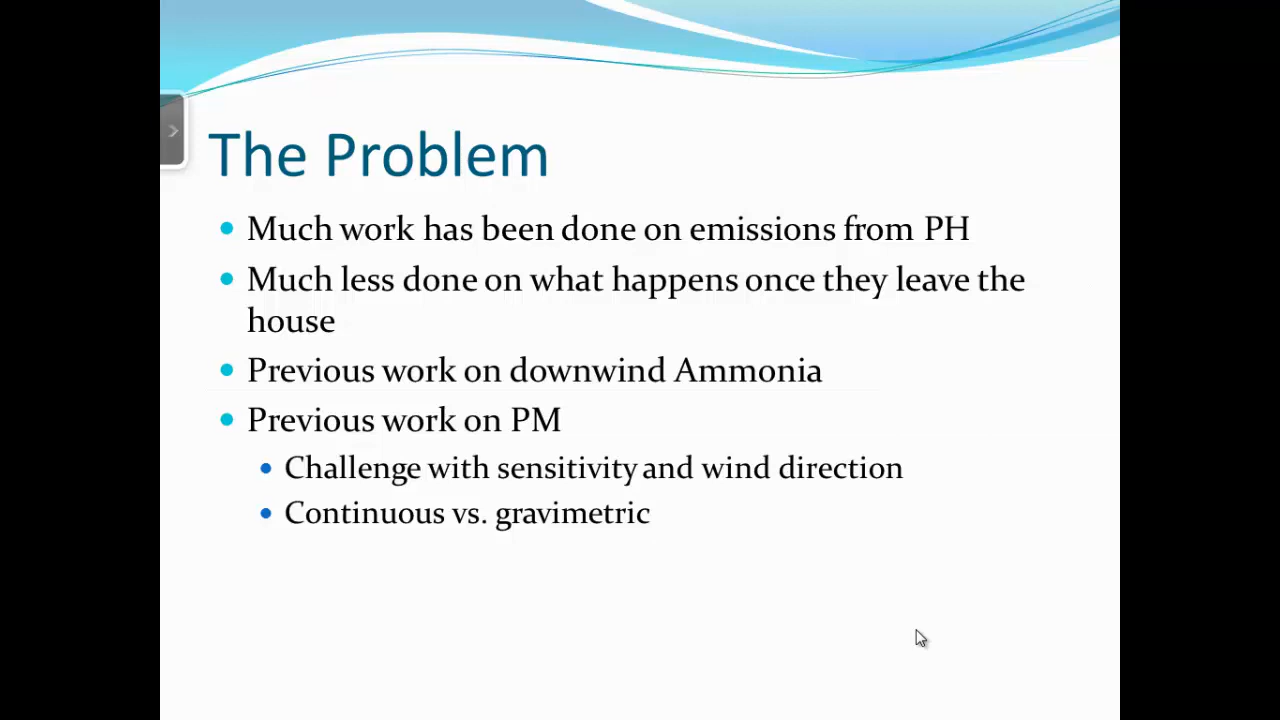 The Problem
Much work has been done on emissions from PH
Much less done on what happens once they leave the
house
Previous work on downwind Ammonia
Previous work on PM
Challenge with sensitivity and wind direction
Continuous vs. gravimetric